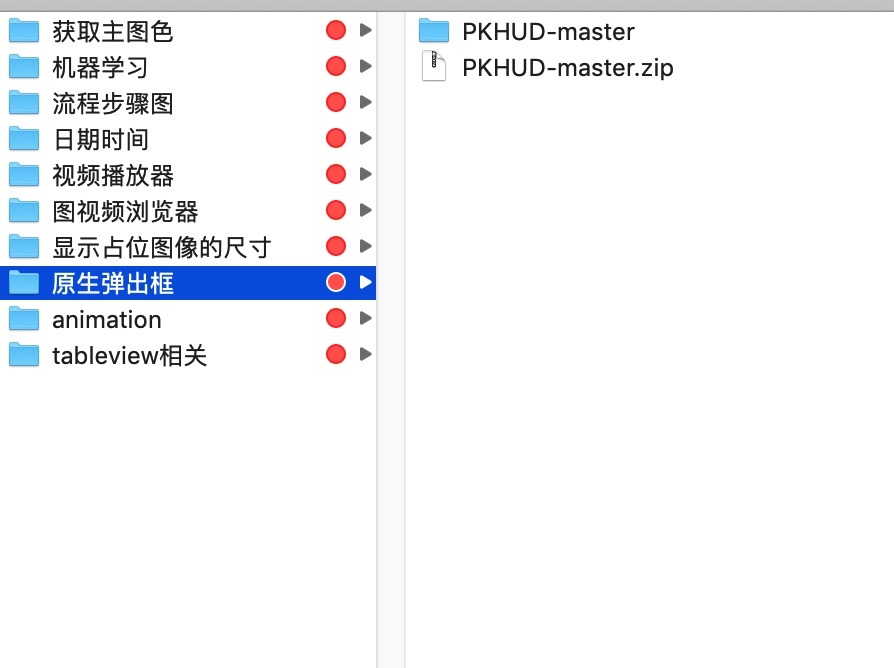 获取主图色
机器学习
流程步骤图
日期时间
视频播放器
图视频浏览器
显示占位图像的尺寸
原生弹出框
animation
tableview相关
PKHUD-master
PKHUD-master.zip